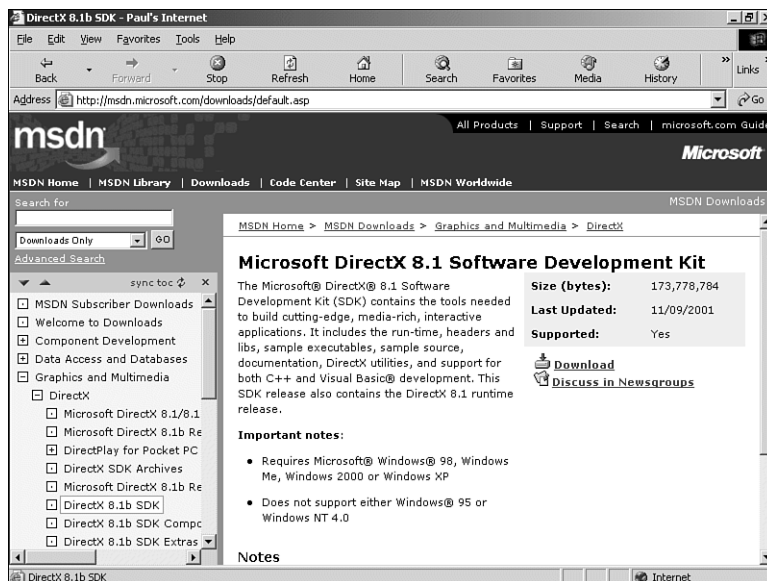 DirectX 8.1b SDK - Paul's Internet
File Edit View Favorites Tools Help
Back Forward Stop Refresh Home Search Favorites Media History » Links »
Address http://msdn.microsoft.com/downloads/default.asp Go
All Products | Support | Search | microsoft.com Guide
msdn
Microsoft
MSDN Home | MSDN Library | Downloads | Code Center | Site Map | MSDN Worldwide
Search for
MSDN Downloads
Downloads Only GO
Advanced Search
MSDN Home > MSDN Downloads > Graphics and Multimedia > DirectX
sync toc X
MSDN Subscriber Downloads
Welcome to Downloads
Component Development
Data Access and Databases
Graphics and Multimedia
DirectX
Microsoft DirectX 8.1/8.1
Microsoft DirectX 8.1b Re
DirectPlay for Pocket PC
DirectX SDK Archives
Microsoft DirectX 8.1b Re
DirectX 8.1b SDK
DirectX 8.1b SDK Compo
DirectX 8.1b SDK Extras
Microsoft DirectX 8.1 Software Development Kit
The Microsoft® DirectX® 8.1 Software
Development Kit (SDK) contains the tools needed
to build cutting-edge, media-rich, interactive
applications. It includes the run-time, headers and
libs, sample executables, sample source,
documentation, DirectX utilities, and support for
both C++ and Visual Basic® development. This
SDK release also contains the DirectX 8.1 runtime
release.
Size (bytes): 173,778,784
Last Updated: 11/09/2001
Supported: Yes
Download
Discuss in Newsgroups
Important notes:
• Requires Microsoft® Windows® 98, Windows
Me, Windows 2000 or Windows XP
• Does not support either Windows® 95 or
Windows NT 4.0
Notes
DirectX 8.1b SDK Internet